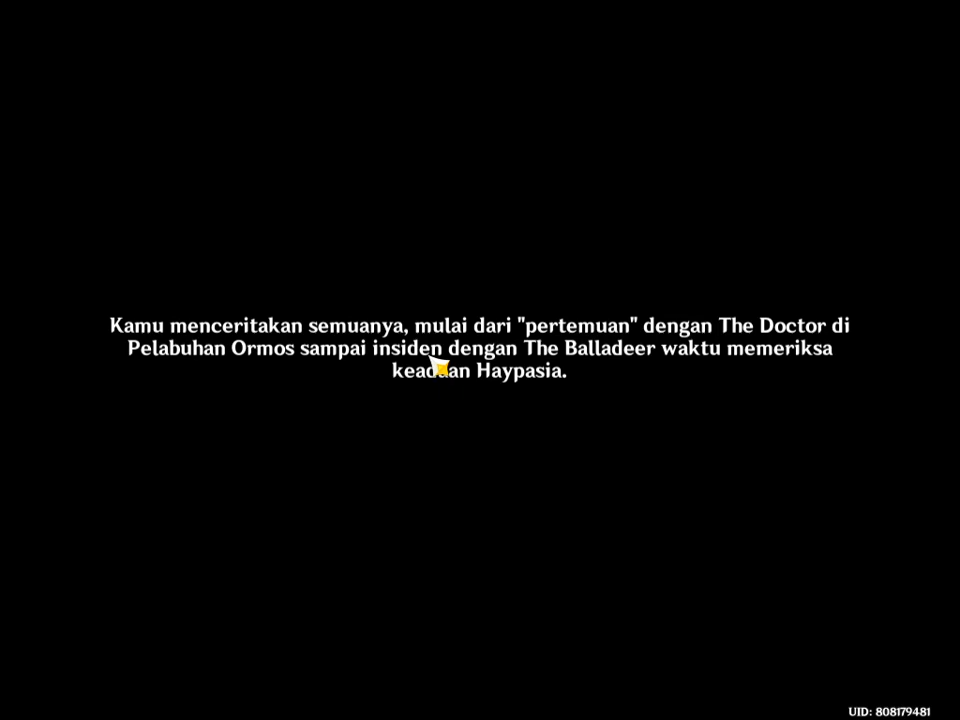 Kamu menceritakan semuanya, mulai dari "pertemuan" dengan The Doctor di
Pelabuhan Ormos sampai insiden dengan The Balladeer waktu memeriksa
keadaan Haypasia.
UID: 808179481